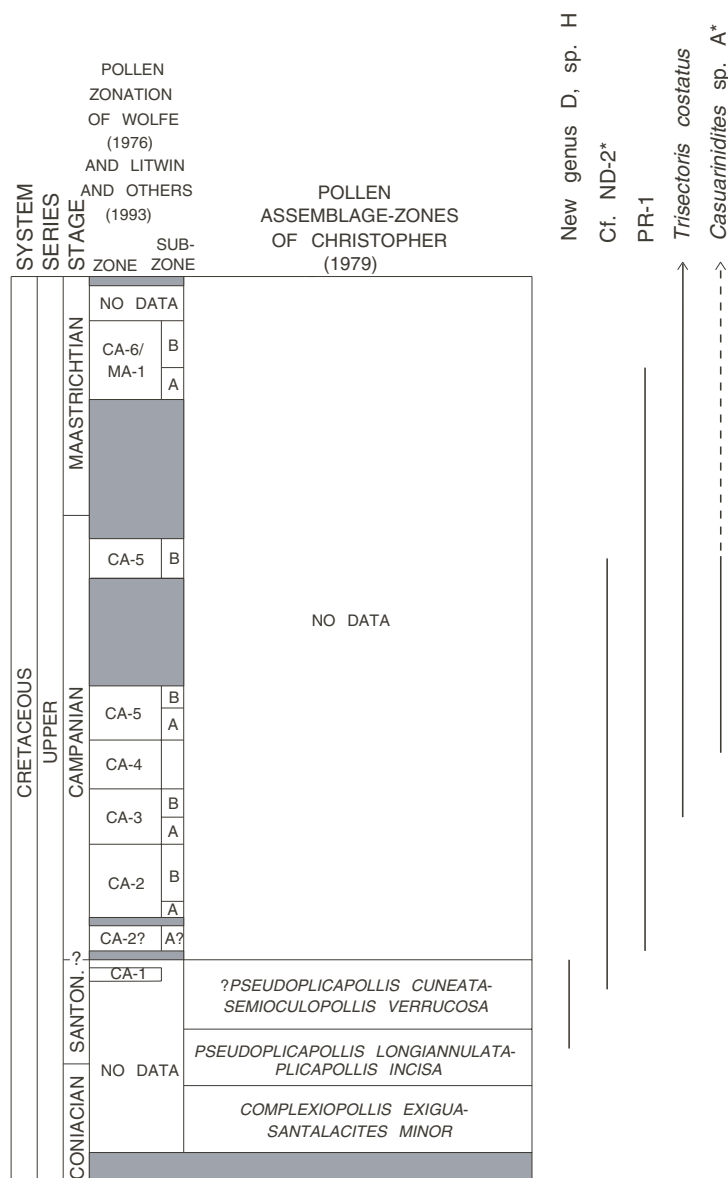 POLLEN
ZONATION
OF WOLFE
(1976)
AND LITWIN
AND OTHERS
(1993)
SYSTEM
SERIES
STAGE
ZONE
SUB-
ZONE
POLLEN
ASSEMBLAGE-ZONES
OF CHRISTOPHER
(1979)
New genus D, sp. H
Cf. ND-2*
PR-1
Trisectoris costatus
Casuarinidites sp. A*
CRETACEOUS
UPPER
MAASTRICHTIAN
CAMPANIAN
?
SANTON.
CONIACIAN
NO DATA
CA-6/
MA-1
B
A
CA-5
B
CA-5
B
A
CA-4
CA-3
B
A
CA-2
B
A
CA-2?
A?
CA-1
NO DATA
NO DATA
?PSEUDOPLICAPOLLIS CUNEATA-
SEMIOCULOPOLLIS VERRUCOSA
PSEUDOPLICAPOLLIS LONGIANNULATA-
PLICAPOLLIS INCISA
COMPLEXIOPOLLIS EXIGUA-
SANTALACITES MINOR